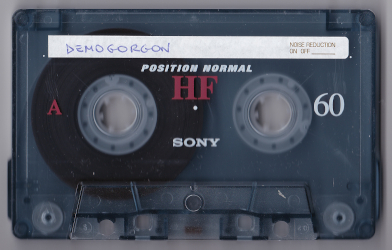 DEMOGORGON
NOISE REDUCTION
ON OFF
POSITION NORMAL
HF
A
60
SONY